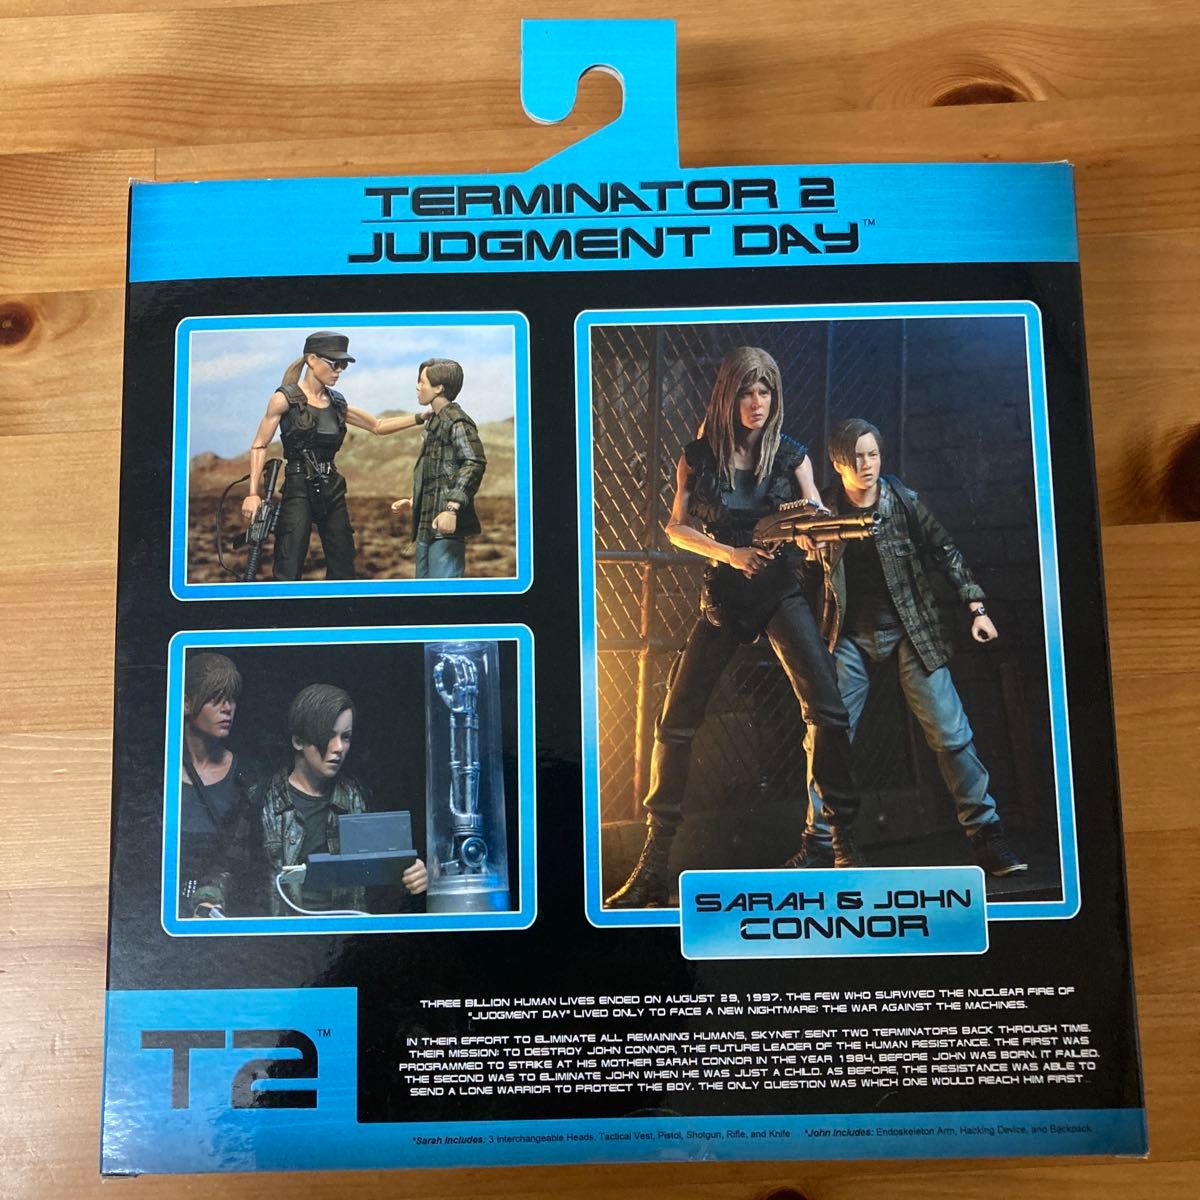 TERMINATOR 2
JUDGMENT DAY™
SARAH & JOHN
CONNOR
THREE BILLION HUMAN LIVES ENDED ON AUGUST 29, 1997. THE FEW WHO SURVIVED THE NUCLEAR FIRE OF
"JUDGMENT DAY" LIVED ONLY TO FACE A NEW NIGHTMARE: THE WAR AGAINST THE MACHINES.
IN THEIR EFFORT TO ELIMINATE ALL REMAINING HUMANS, SKYNET SENT TWO TERMINATORS BACK THROUGH TIME.
THEIR MISSION: TO DESTROY JOHN CONNOR, THE FUTURE LEADER OF THE HUMAN RESISTANCE. THE FIRST WAS
PROGRAMMED TO STRIKE AT HIS MOTHER SARAH CONNOR IN THE YEAR 1984, BEFORE JOHN WAS BORN. IT FAILED.
THE SECOND WAS TO ELIMINATE JOHN WHEN HE WAS JUST A CHILD. AS BEFORE, THE RESISTANCE WAS ABLE TO
SEND A LONE WARRIOR TO PROTECT THE BOY. THE ONLY QUESTION WAS WHICH ONE WOULD REACH HIM FIRST...
T2™
*Sarah Includes: 3 Interchangeable Heads, Tactical Vest, Pistol, Shotgun, Rifle, and Knife *John Includes: Endoskeleton Arm, Hacking Device, and Backpack